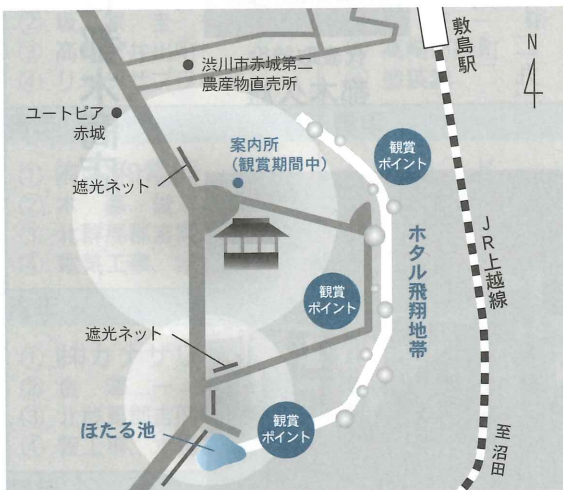 敷島駅
N
渋川市赤城第二
農産物直売所
ユートピア
赤城
案内所
（観賞期間中）
観賞
ポイント
遮光ネット
JR上越線
ホタル飛翔地帯
観賞
ポイント
遮光ネット
観賞
ポイント
ほたる池
至沼田